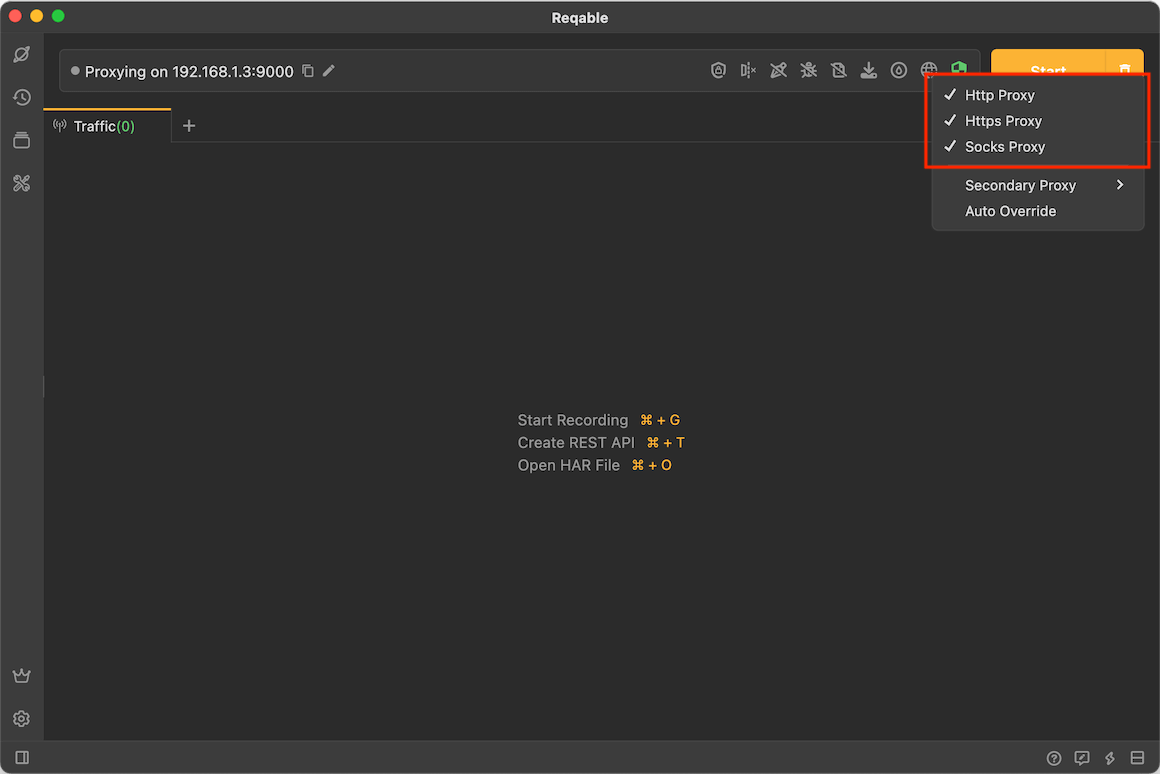 Reqable
Proxying on 192.168.1.3:9000
Start
Traffic(0)
Http Proxy
Https Proxy
Socks Proxy
Secondary Proxy
Auto Override
Start Recording ⌘ + G
Create REST API ⌘ + T
Open HAR File ⌘ + O